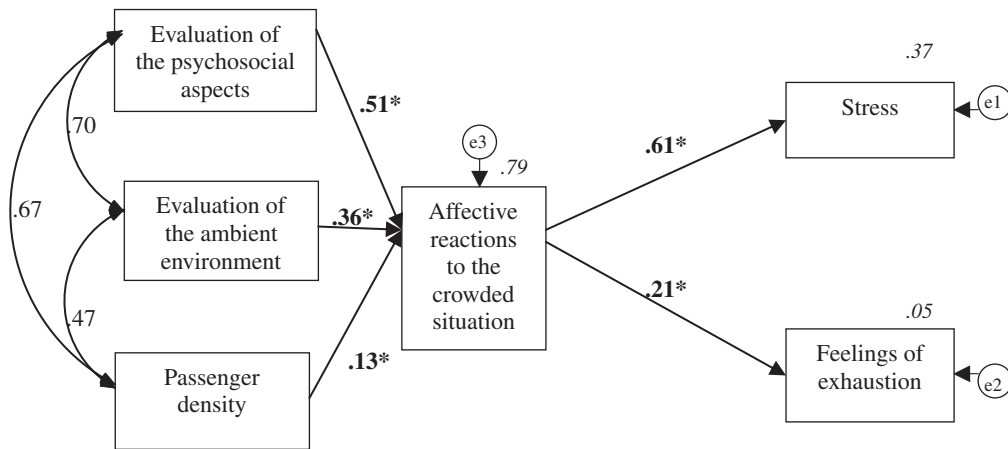 Evaluation of
the psychosocial
aspects
.51*
.70
.67
Evaluation of
the ambient
environment
.36*
.47
Passenger
density
.13*
e3
.79
Affective
reactions
to the
crowded
situation
.61*
.21*
.37
Stress
e1
.05
Feelings of
exhaustion
e2